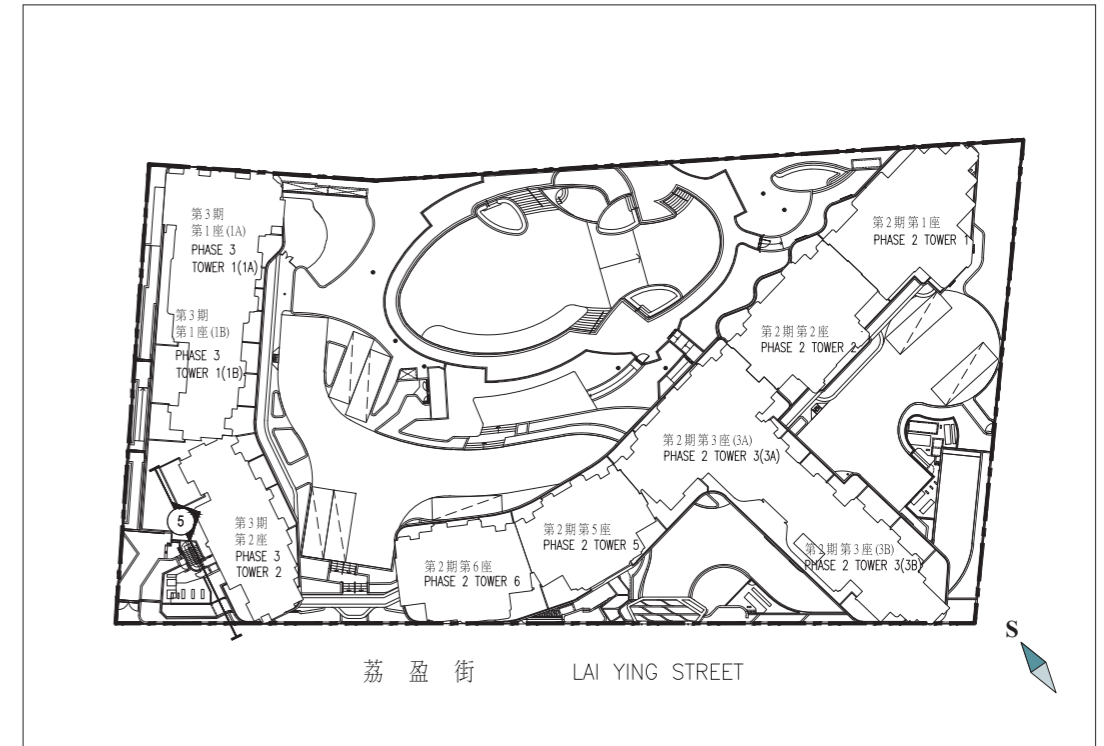 第3期
第1座(1A)
PHASE 3
TOWER 1(1A)
第3期
第1座(1B)
PHASE 3
TOWER 1(1B)
5
第3期
第2座
PHASE 3
TOWER 2
第2期第6座
PHASE 2 TOWER 6
第2期第5座
PHASE 2 TOWER 5
第2期第3座(3A)
PHASE 2 TOWER 3(3A)
第2期第3座(3B)
PHASE 2 TOWER 3(3B)
第2期第2座
PHASE 2 TOWER 2
第2期第1座
PHASE 2 TOWER 1
S
荔盈街 LAI YING STREET